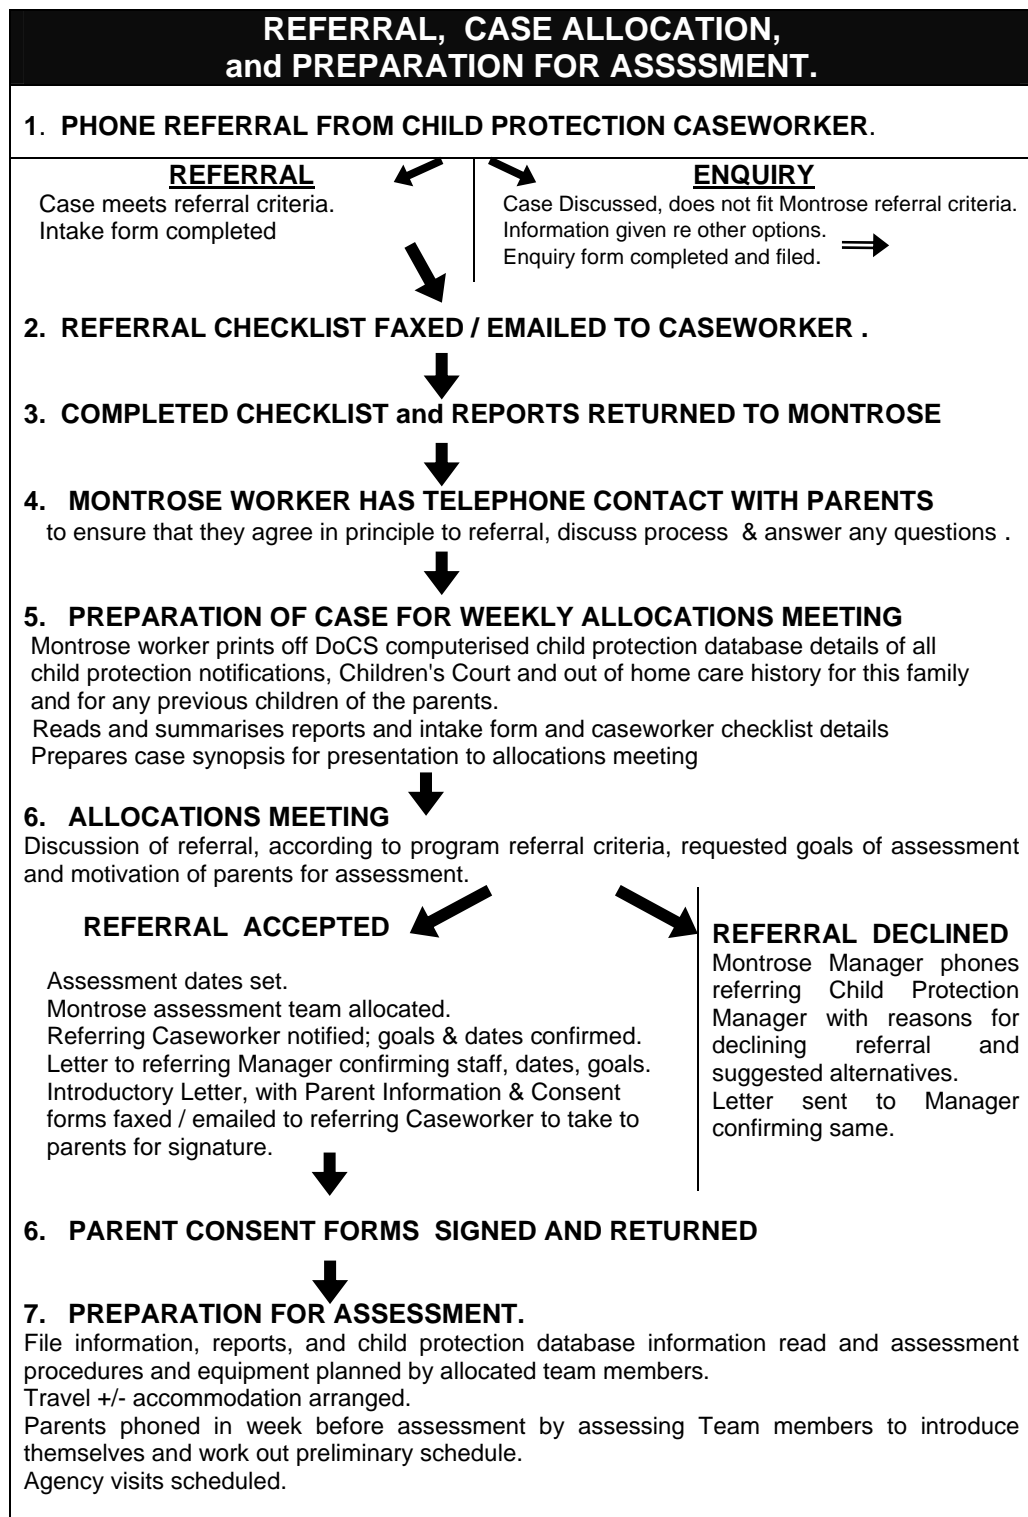 REFERRAL, CASE ALLOCATION,
and PREPARATION FOR ASSSSMENT.
1. PHONE REFERRAL FROM CHILD PROTECTION CASEWORKER.
REFERRAL
Case meets referral criteria.
Intake form completed
ENQUIRY
Case Discussed, does not fit Montrose referral criteria.
Information given re other options.
Enquiry form completed and filed.
2. REFERRAL CHECKLIST FAXED / EMAILED TO CASEWORKER .
3. COMPLETED CHECKLIST and REPORTS RETURNED TO MONTROSE
4. MONTROSE WORKER HAS TELEPHONE CONTACT WITH PARENTS
to ensure that they agree in principle to referral, discuss process & answer any questions .
5. PREPARATION OF CASE FOR WEEKLY ALLOCATIONS MEETING
Montrose worker prints off DoCS computerised child protection database details of all
child protection notifications, Children's Court and out of home care history for this family
and for any previous children of the parents.
Reads and summarises reports and intake form and caseworker checklist details
Prepares case synopsis for presentation to allocations meeting
6. ALLOCATIONS MEETING
Discussion of referral, according to program referral criteria, requested goals of assessment
and motivation of parents for assessment.
REFERRAL ACCEPTED
Assessment dates set.
Montrose assessment team allocated.
Referring Caseworker notified; goals & dates confirmed.
Letter to referring Manager confirming staff, dates, goals.
Introductory Letter, with Parent Information & Consent
forms faxed / emailed to referring Caseworker to take to
parents for signature.
REFERRAL DECLINED
Montrose Manager phones
referring Child Protection
Manager with reasons for
declining referral and
suggested alternatives.
Letter sent to Manager
confirming same.
6. PARENT CONSENT FORMS SIGNED AND RETURNED
7. PREPARATION FOR ASSESSMENT.
File information, reports, and child protection database information read and assessment
procedures and equipment planned by allocated team members.
Travel +/- accommodation arranged.
Parents phoned in week before assessment by assessing Team members to introduce
themselves and work out preliminary schedule.
Agency visits scheduled.